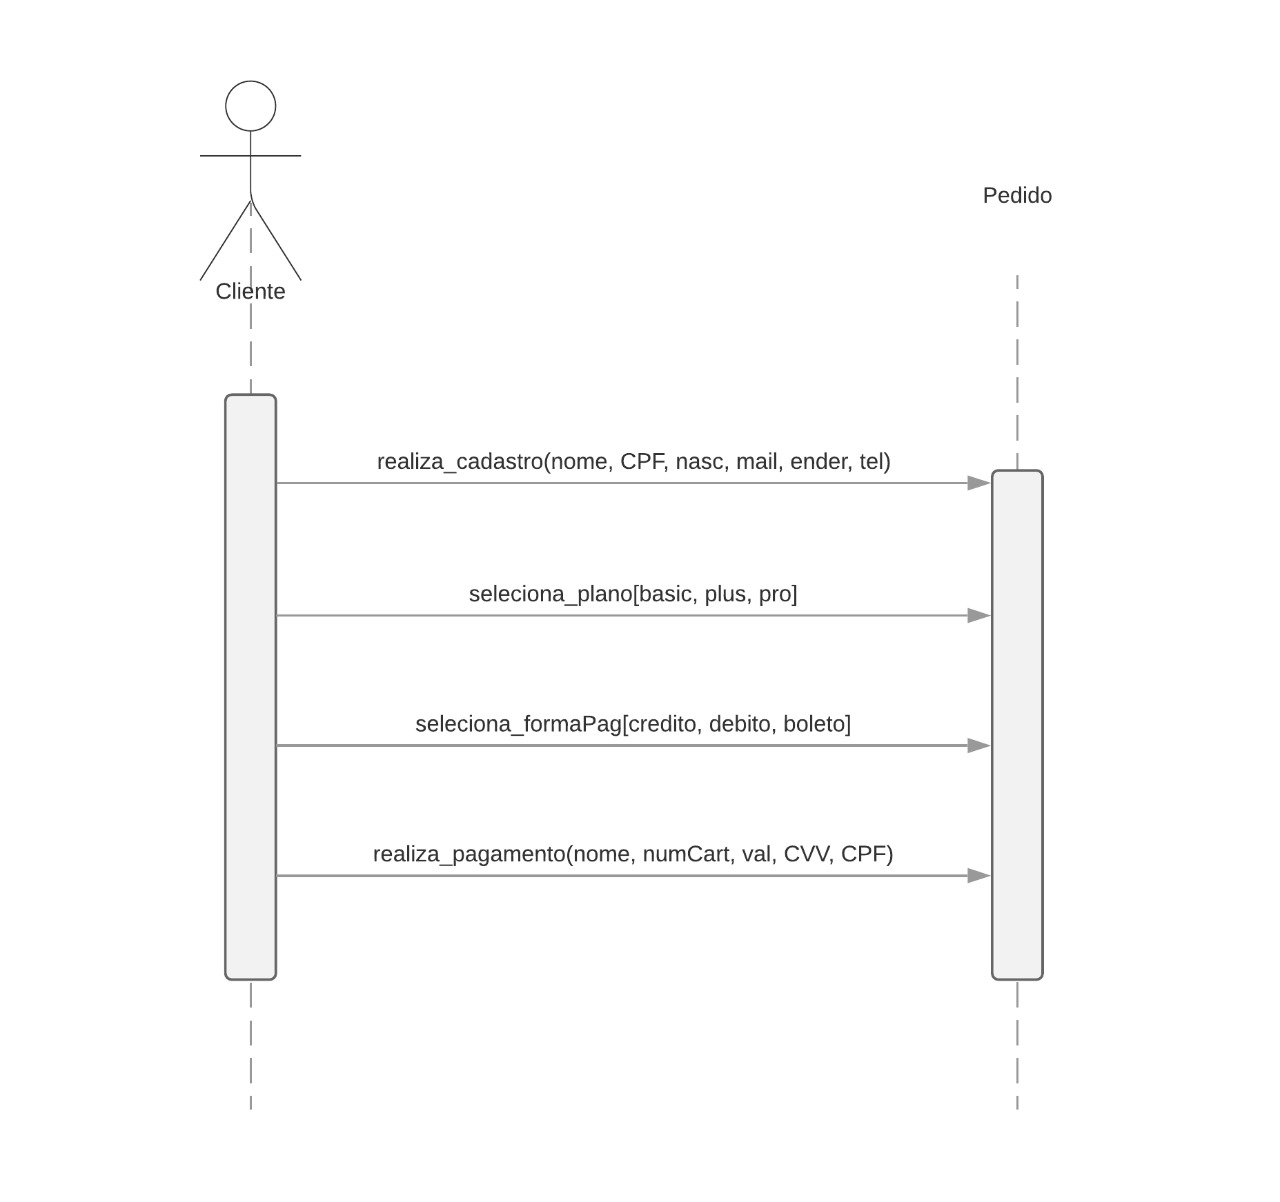 Pedido
Cliente
realiza_cadastro(nome, CPF, nasc, mail, ender, tel)
seleciona_plano[basic, plus, pro]
seleciona_formaPag[credito, debito, boleto]
realiza_pagamento(nome, numCart, val, CVV, CPF)